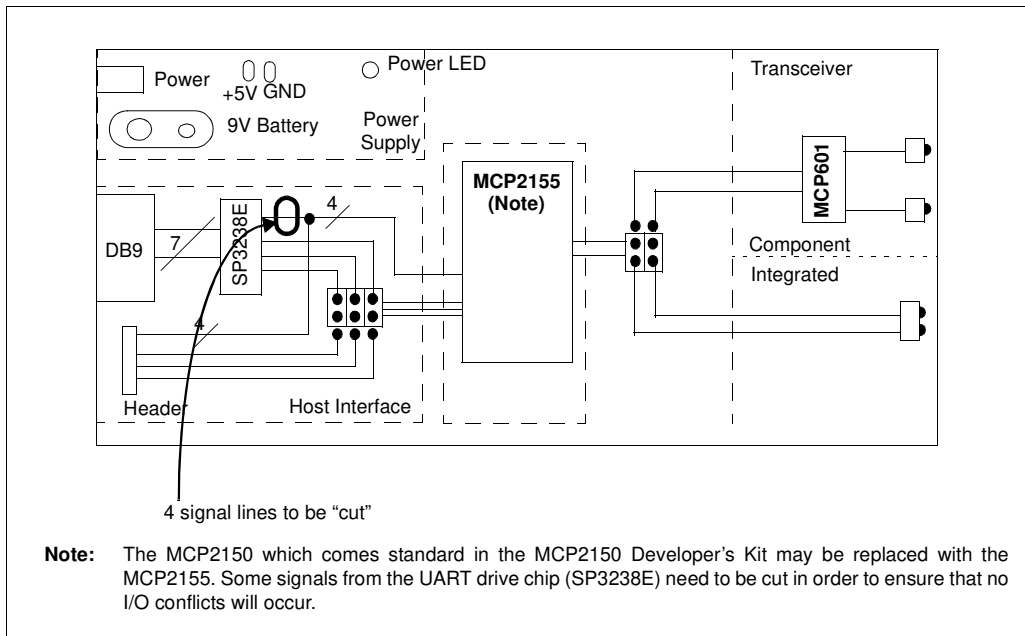 Power
+5V GND
Power LED
Transceiver
9V Battery
Power
Supply
MCP2155
(Note)
MCP601
DB9
7
SP3238E
4
Component
Integrated
4
Header
Host Interface
4 signal lines to be “cut”
Note: The MCP2150 which comes standard in the MCP2150 Developer's Kit may be replaced with the
MCP2155. Some signals from the UART drive chip (SP3238E) need to be cut in order to ensure that no
I/O conflicts will occur.